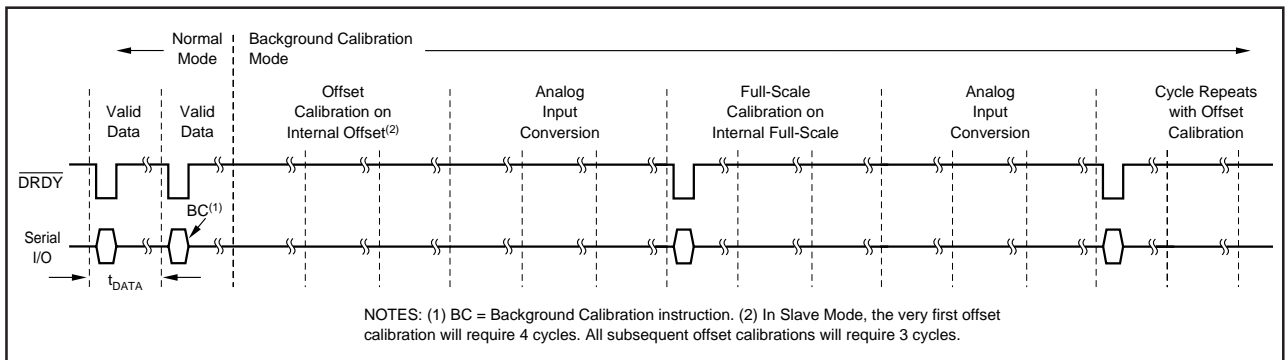 Normal Mode
Background Calibration Mode
Valid Data
Valid Data
Offset Calibration on Internal Offset(2)
Analog Input Conversion
Full-Scale Calibration on Internal Full-Scale
Analog Input Conversion
Cycle Repeats with Offset Calibration
DRDY
BC(1)
Serial I/O
tDATA
NOTES: (1) BC = Background Calibration instruction. (2) In Slave Mode, the very first offset
calibration will require 4 cycles. All subsequent offset calibrations will require 3 cycles.